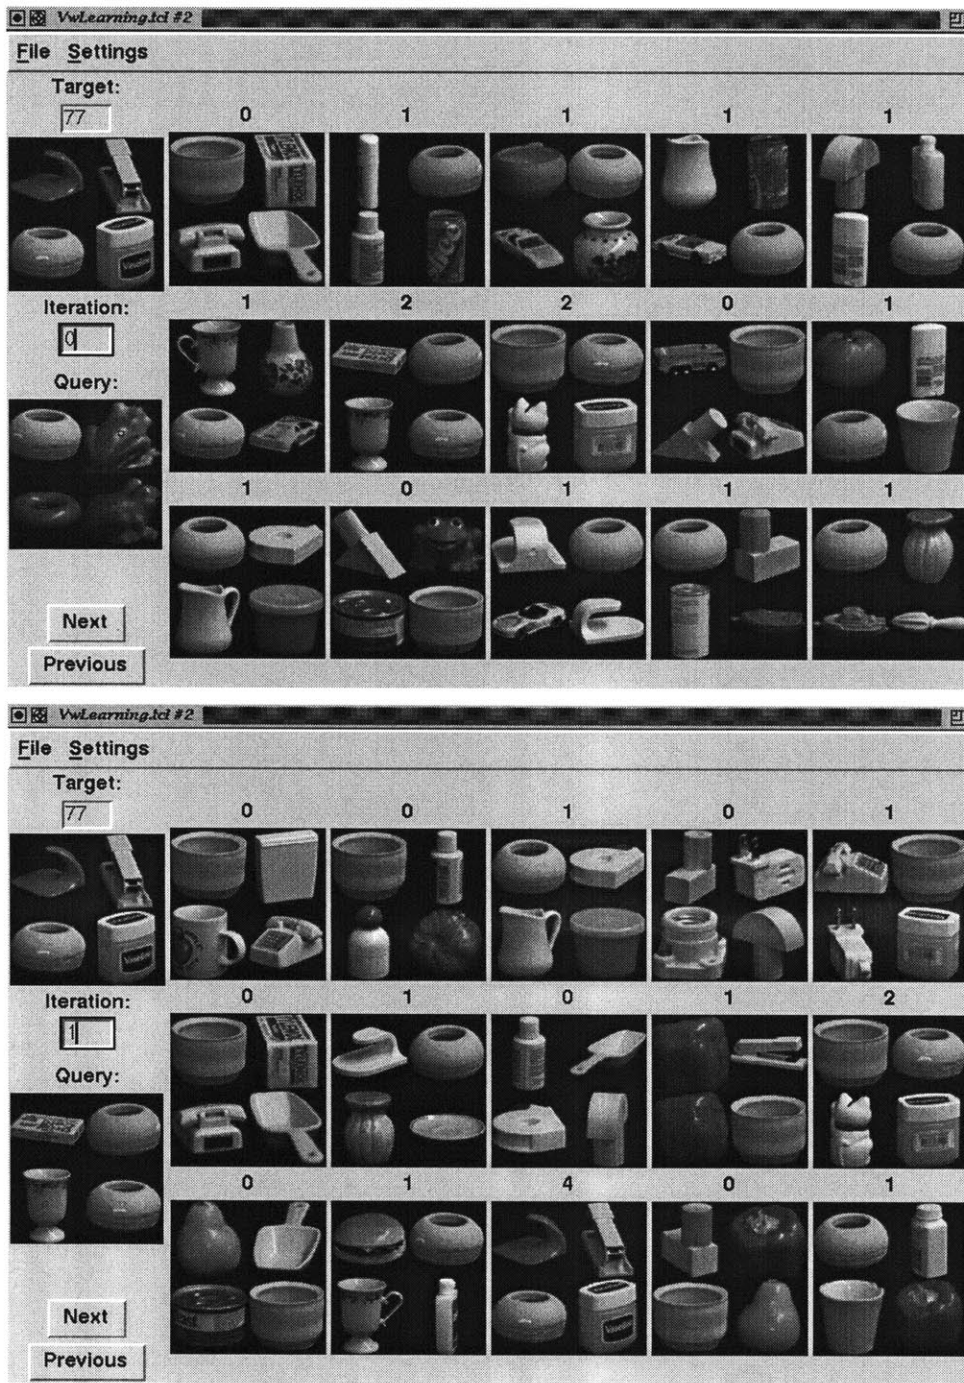 VwLearning.tcl #2
File Settings
Target:
77
0 1 1 1 1
Iteration:
0
1 2 2 0 1
Query:
1 0 1 1 1
Next
Previous
VwLearning.tcl #2
File Settings
Target:
77
0 0 1 0 1
Iteration:
1
0 1 0 1 2
Query:
0 1 4 0 1
Next
Previous